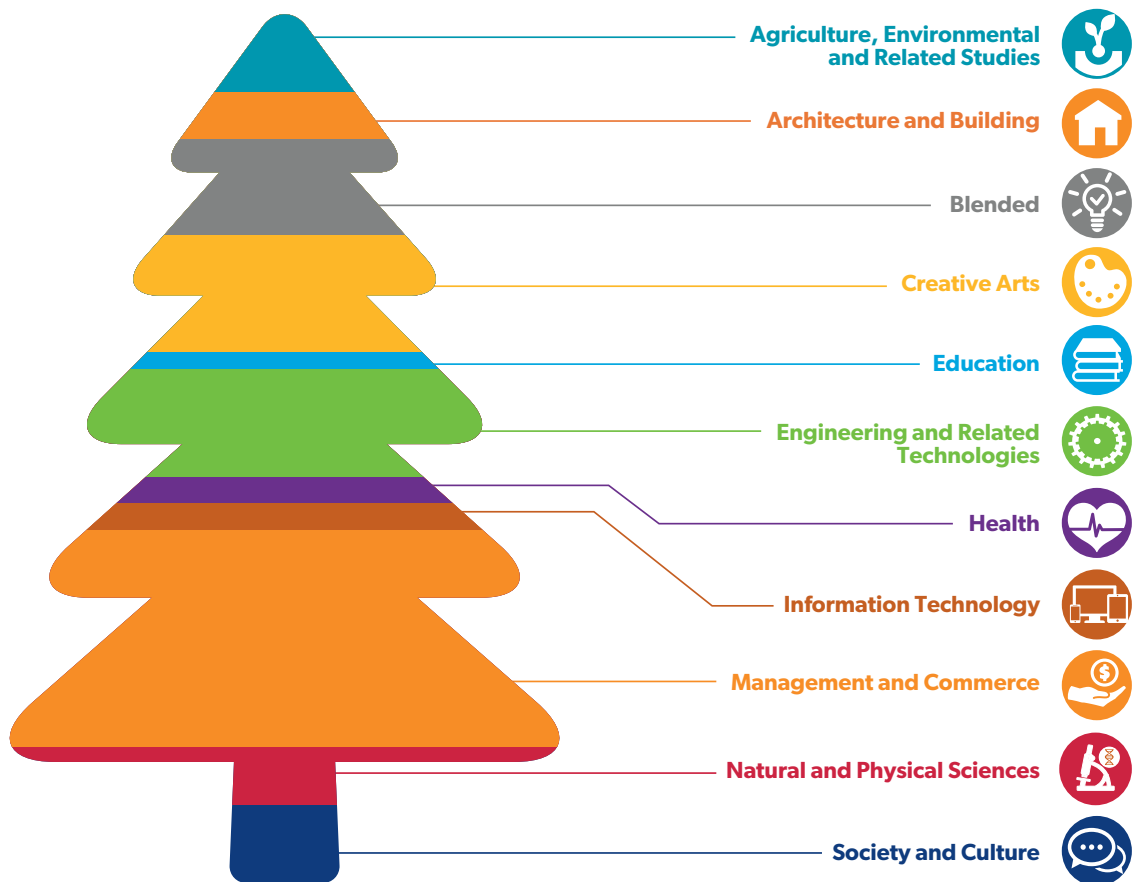 Agriculture, Environmental
and Related Studies
Architecture and Building
Blended
Creative Arts
Education
Engineering and Related
Technologies
Health
Information Technology
$
Management and Commerce
Natural and Physical Sciences
Society and Culture